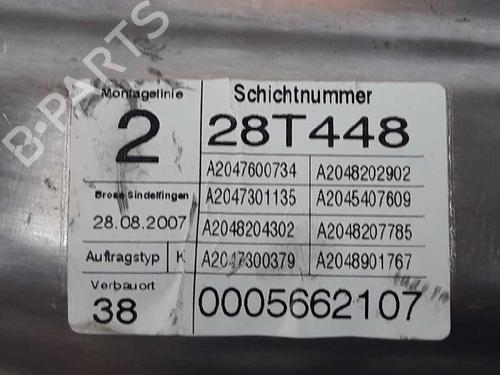 B-PARTS
Montagelinie
2
Schichtnummer
28T448
A2047600734 A2048202902
A2047301135 A2045407609
Brose Sindelfingen
28.08.2007
A2048204302 A2048207785
Auftragstyp K
A2047300379 A2048901767
Verbauort
38
0005662107